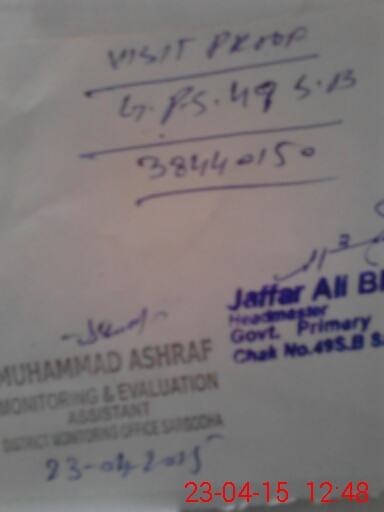 VISIT PROOF
G.P.S. 49 S.B
38440150
Jaffar Ali
Headmaster
Govt. Primary
Chak No.49S.B S.
MUHAMMAD ASHRAF
MONITORING & EVALUATION
ASSISTANT
DISTRICT MONITORING OFFICE SARGODHA
23-04-2015
23-04-15 12:48